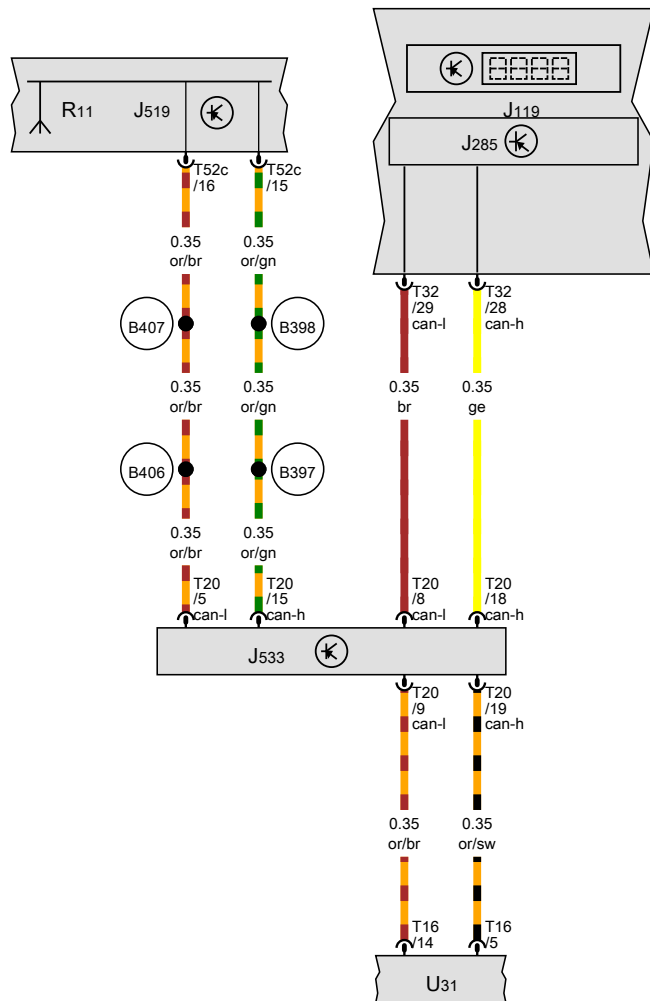 J119
R11 J519
J285
T52c
/16
T52c
/15
0.35
or/br
0.35
or/gn
T32
/29
can-l
T32
/28
can-h
B407
B398
0.35
or/br
0.35
or/gn
0.35
br
0.35
ge
B406
B397
0.35
or/br
0.35
or/gn
T20
/5
can-l
T20
/15
can-h
T20
/8
can-l
T20
/18
can-h
J533
T20
/9
can-l
T20
/19
can-h
0.35
or/br
0.35
or/sw
T16
/14
T16
/5
U31